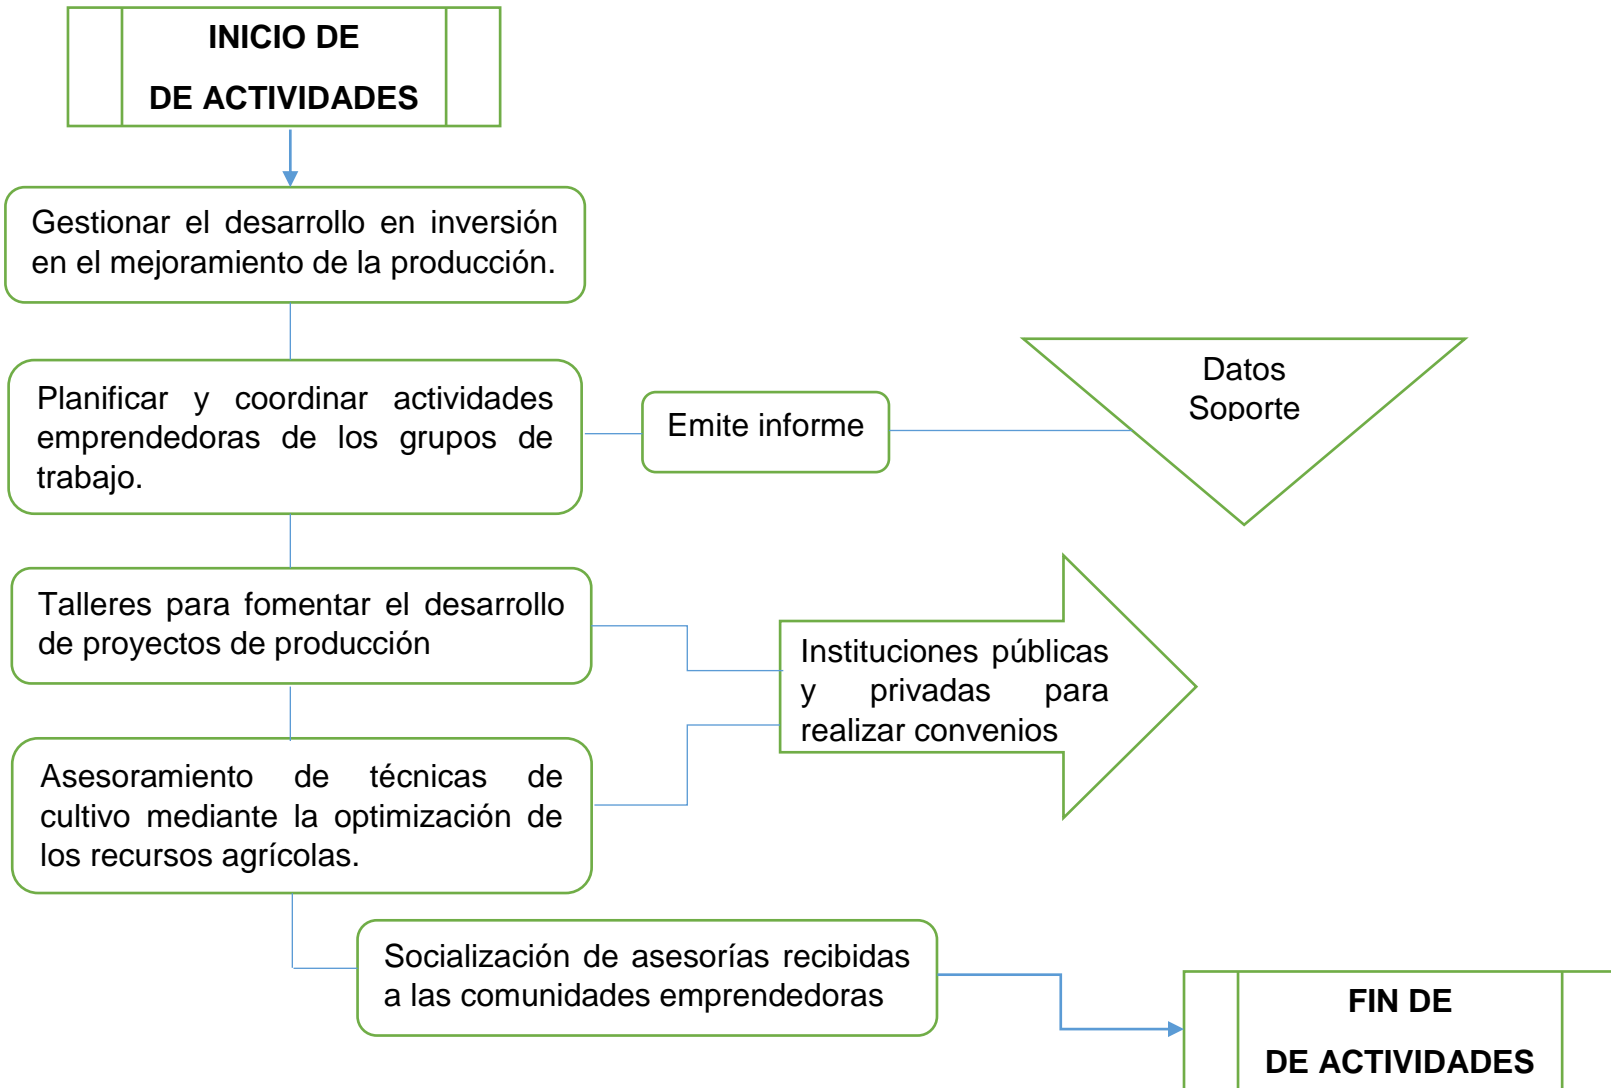 INICIO DE
DE ACTIVIDADES
Gestionar el desarrollo en inversión
en el mejoramiento de la producción.
Planificar y coordinar actividades
emprendedoras de los grupos de
trabajo.
Emite informe
Datos
Soporte
Talleres para fomentar el desarrollo
de proyectos de producción
Instituciones públicas
y privadas para
realizar convenios
Asesoramiento de técnicas de
cultivo mediante la optimización de
los recursos agrícolas.
Socialización de asesorías recibidas
a las comunidades emprendedoras
FIN DE
DE ACTIVIDADES